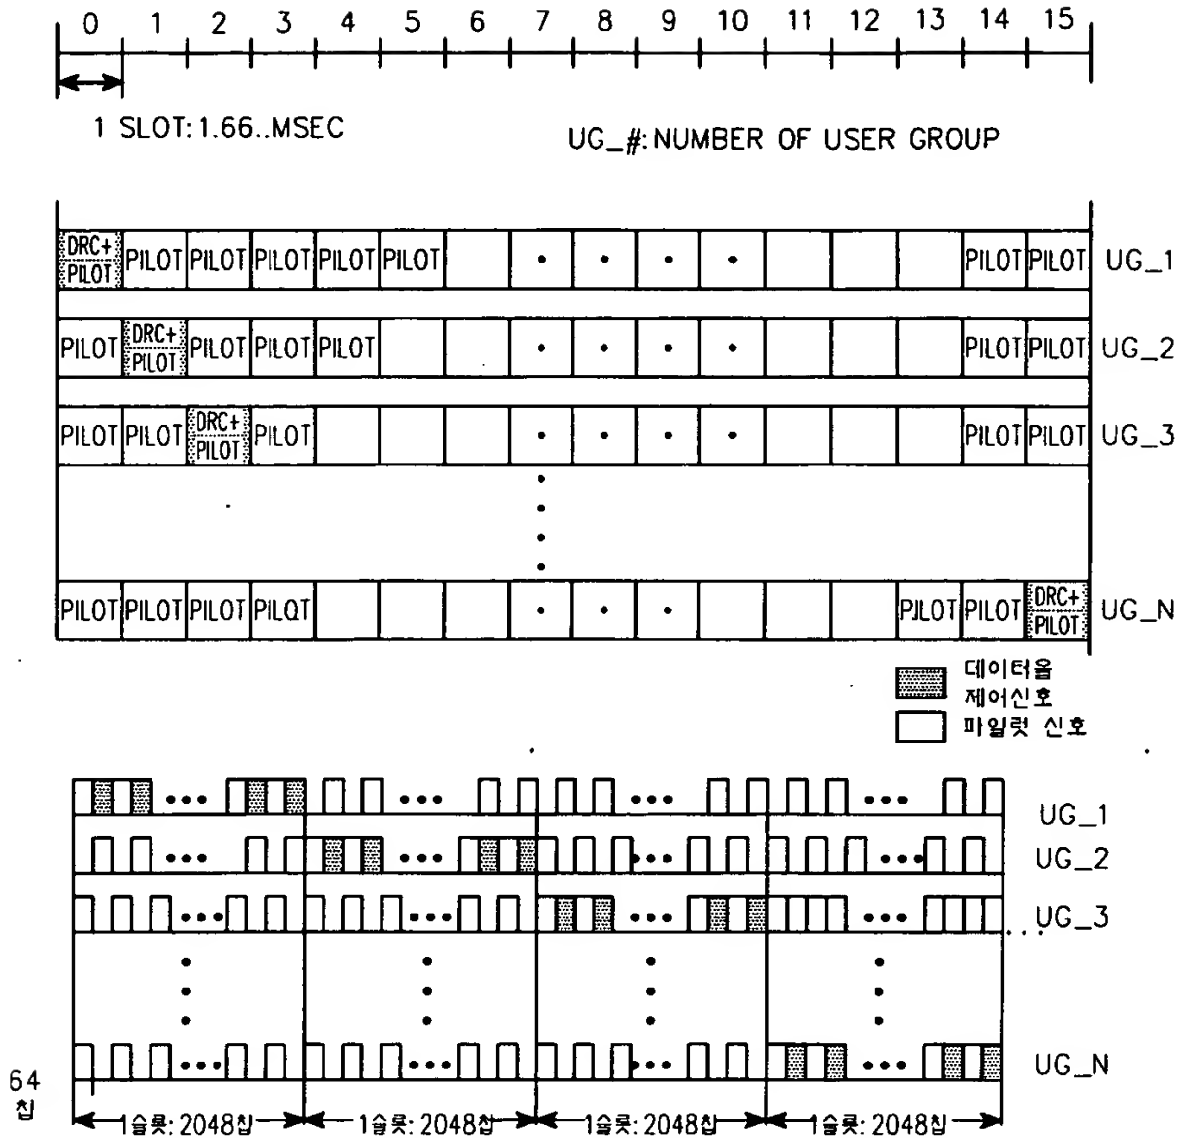 0 1 2 3 4 5 6 7 8 9 10 11 12 13 14 15
1 SLOT: 1.66..MSEC
UG_#: NUMBER OF USER GROUP
DRC+ PILOT PILOT PILOT PILOT PILOT PILOT PILOT PILOT UG_1
PILOT DRC+ PILOT PILOT PILOT PILOT PILOT PILOT UG_2
PILOT PILOT DRC+ PILOT PILOT PILOT PILOT UG_3
PILOT PILOT PILOT PILOT PILOT PILOT DRC+ PILOT UG_N
데이터율
제어신호
파일럿 신호
UG_1
UG_2
UG_3
UG_N
64
칩
1슬롯: 2048칩 1슬롯: 2048칩 1슬롯: 2048칩 1슬롯: 2048칩